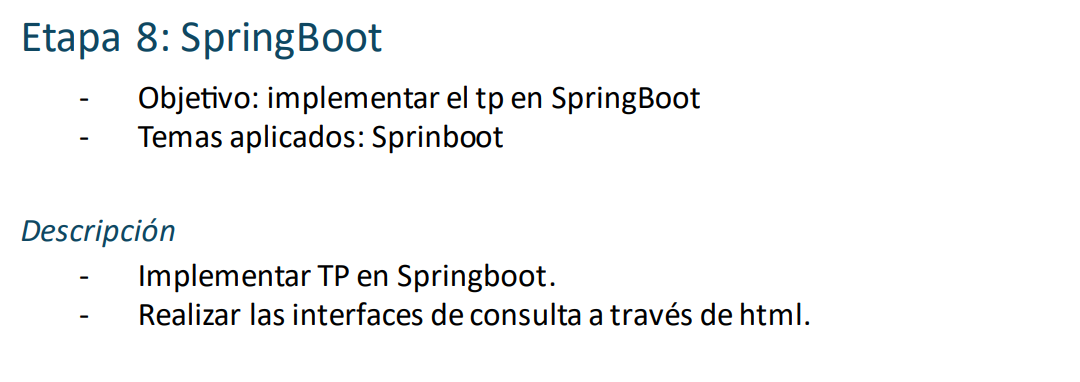 Etapa 8: SpringBoot
- Objetivo: implementar el tp en SpringBoot
- Temas aplicados: Sprinboot
Descripción
- Implementar TP en Springboot.
- Realizar las interfaces de consulta a través de html.